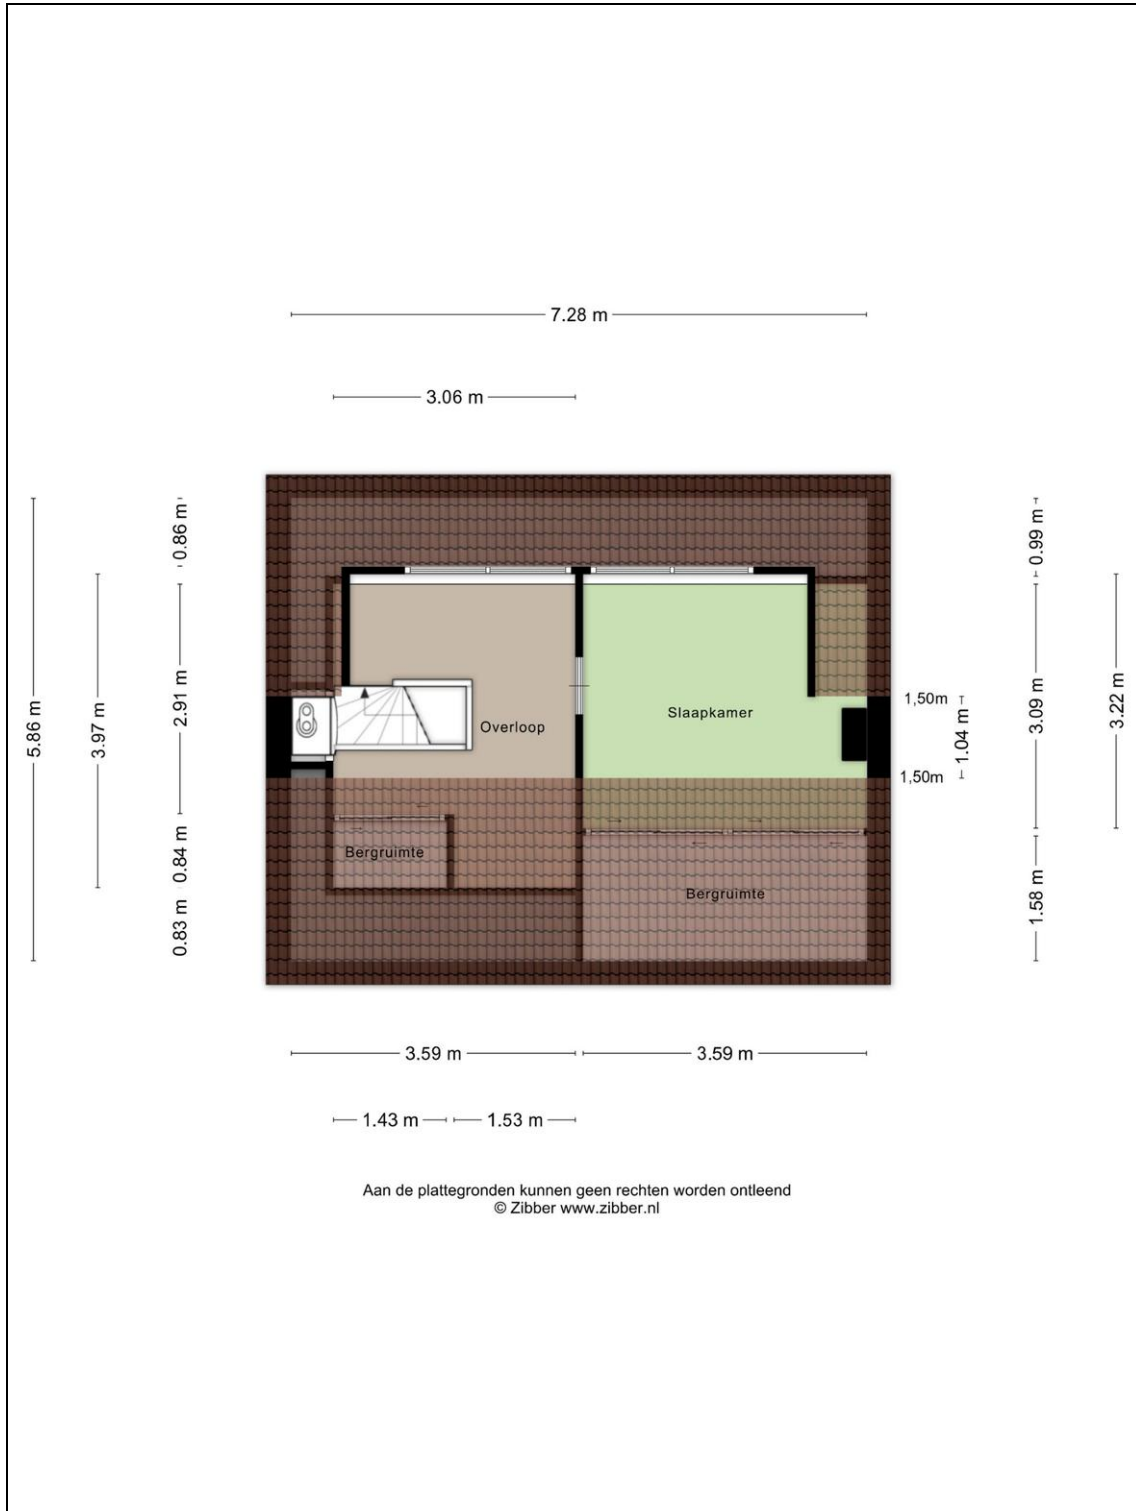 7.28 m
3.06 m
0.86 m
0.99 m
5.86 m
3.97 m
2.91 m
Overloop
Slaapkamer
1,50m
1.04 m
1,50m
3.09 m
3.22 m
0.84 m
Bergruimte
Bergruimte
0.83 m
1.58 m
3.59 m
3.59 m
1.43 m
1.53 m
Aan de plattegronden kunnen geen rechten worden ontleend
© Zibber www.zibber.nl